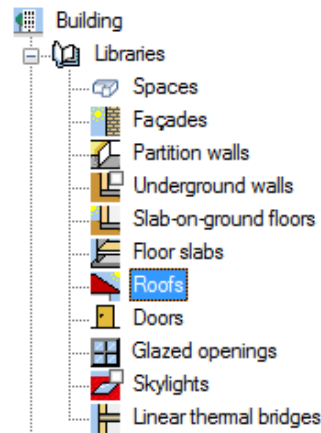 Building
Libraries
Spaces
Façades
Partition walls
Underground walls
Slab-on-ground floors
Floor slabs
Roofs
Doors
Glazed openings
Skylights
Linear thermal bridges